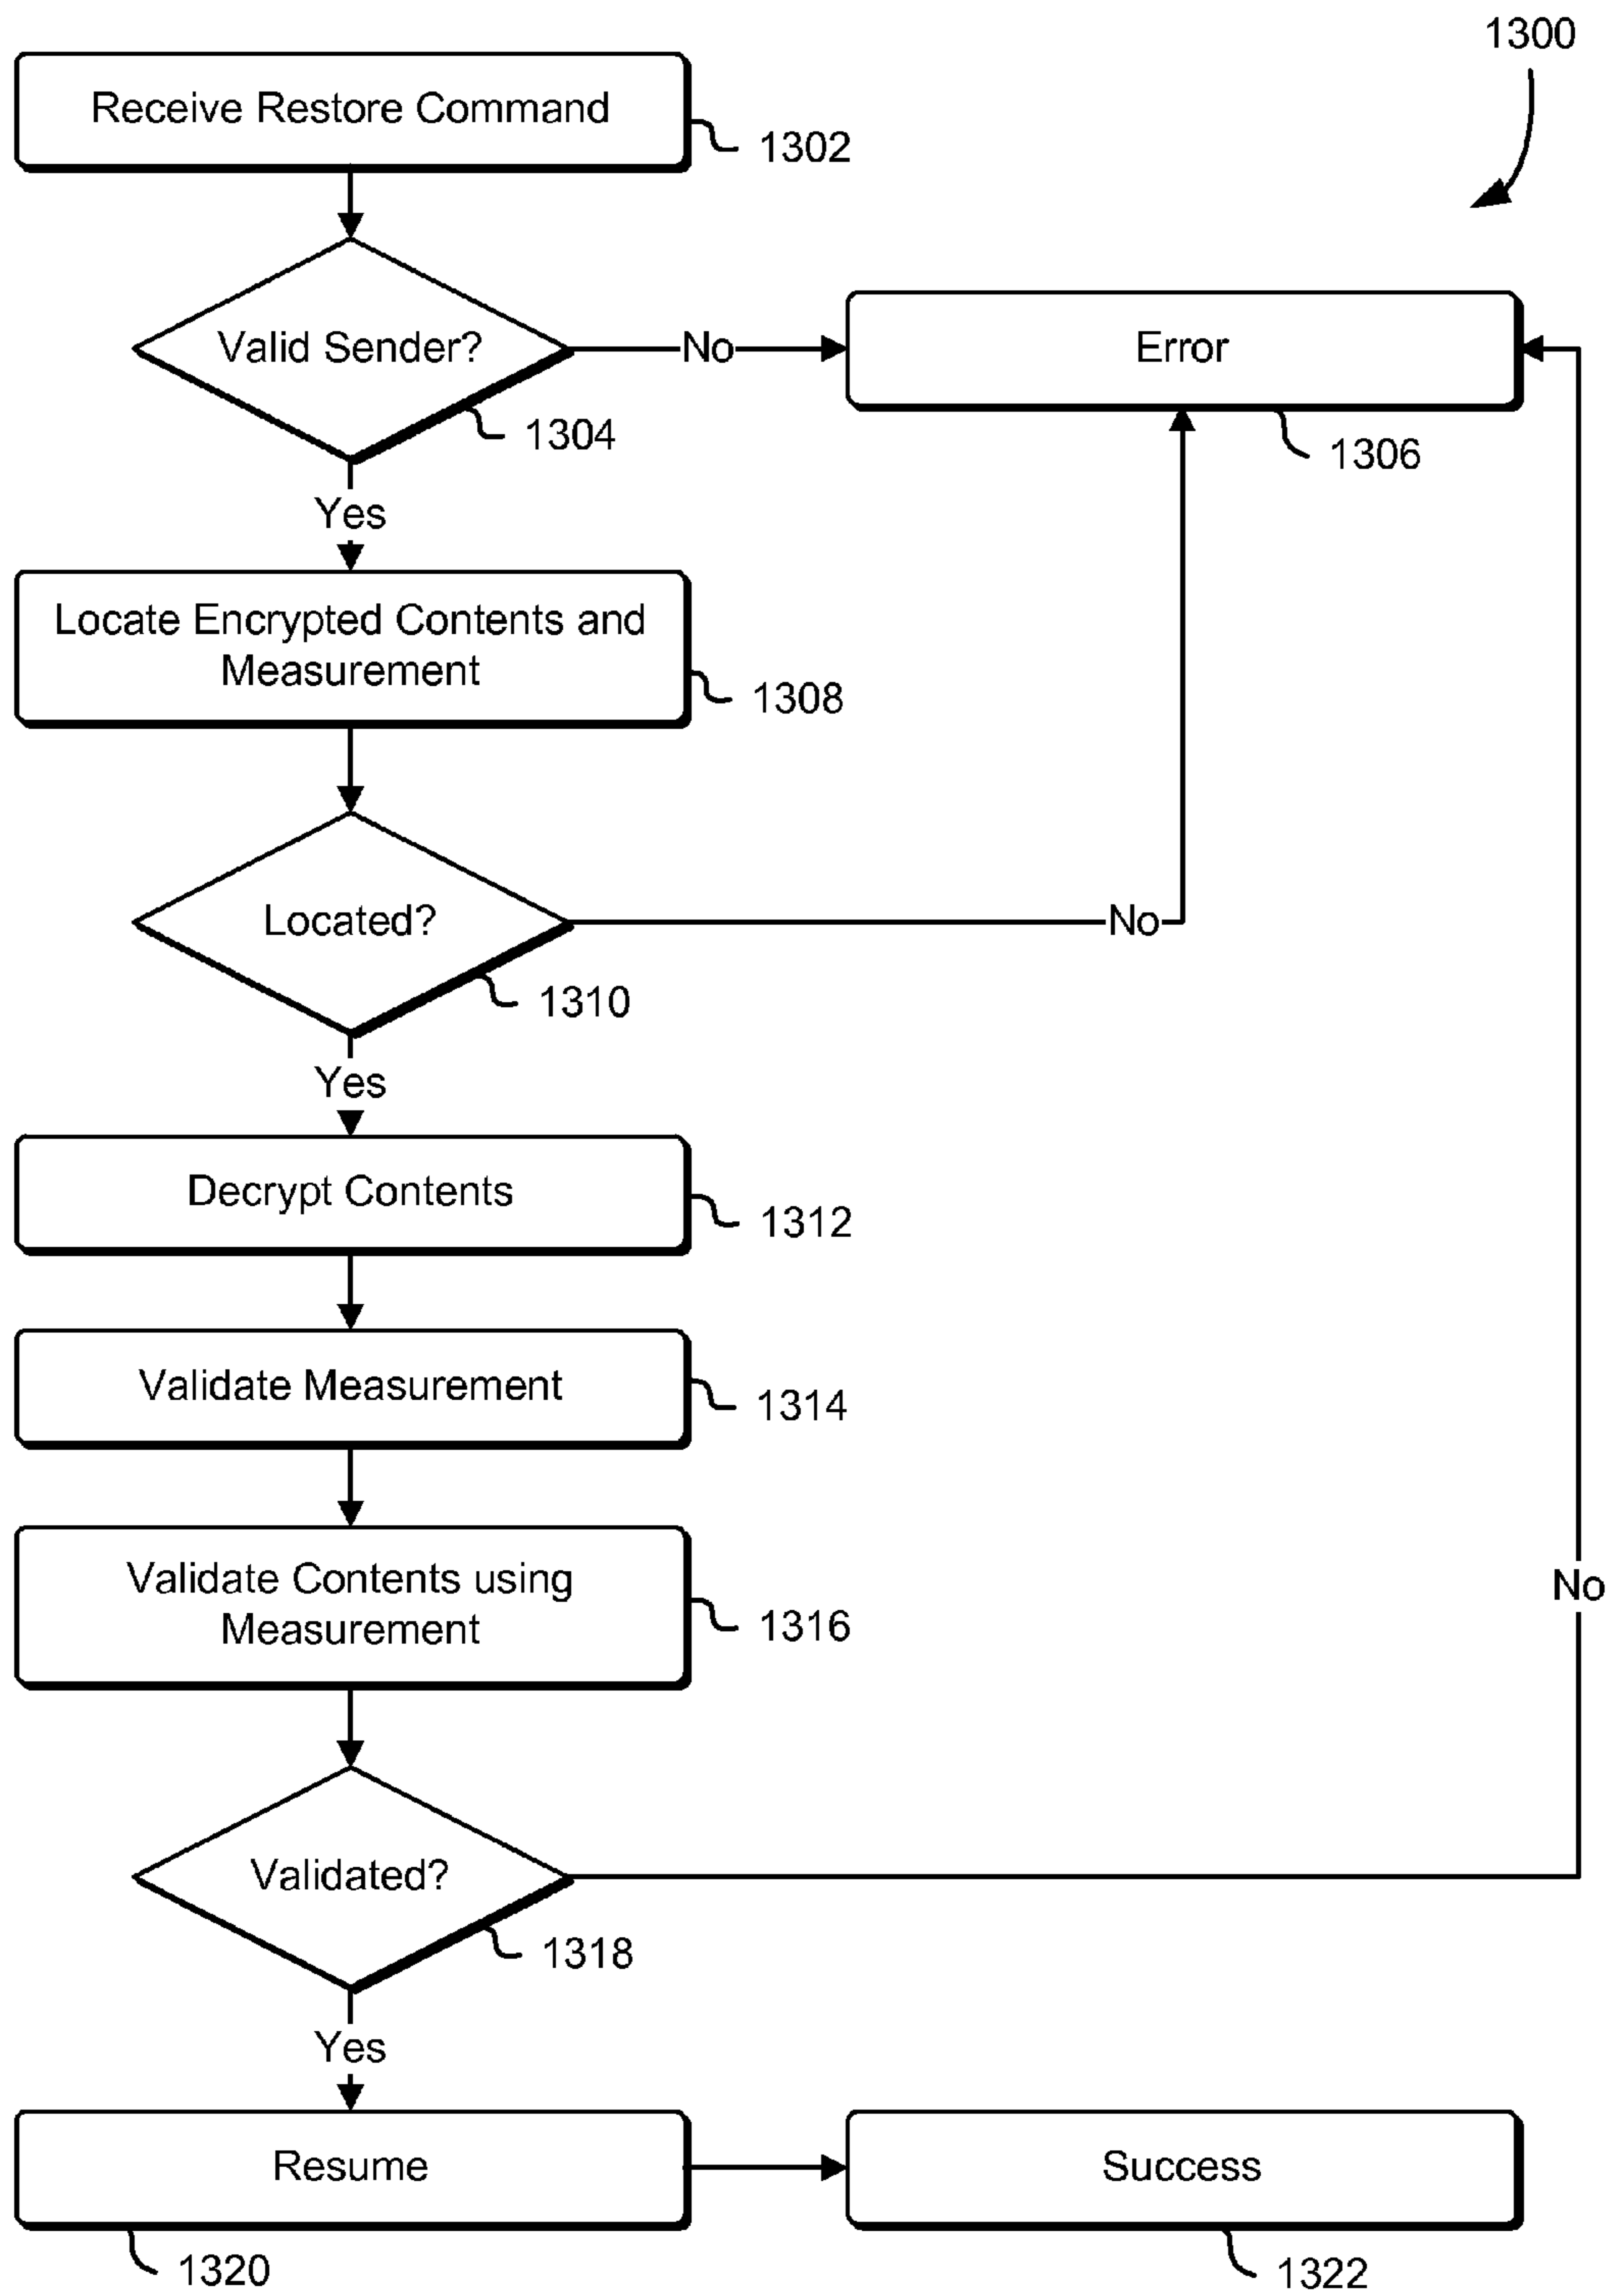 1300
Receive Restore Command
1302
Valid Sender?
No
Error
1304
1306
Yes
Locate Encrypted Contents and
Measurement
1308
Located?
No
1310
Yes
Decrypt Contents
1312
Validate Measurement
1314
Validate Contents using
Measurement
1316
No
Validated?
1318
Yes
Resume
Success
1320
1322